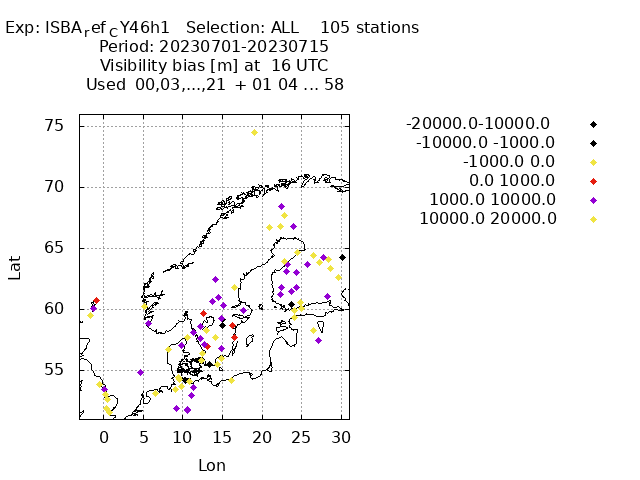 Exp: ISBA_ref_CY46h1 Selection: ALL 105 stations
Period: 20230701-20230715
Visibility bias [m] at 16 UTC
Used 00,03,...,21 + 01 04 ... 58
-20000.0-10000.0
-10000.0 -1000.0
-1000.0 0.0
0.0 1000.0
1000.0 10000.0
10000.0 20000.0
75
70
65
60
55
Lat
0 5 10 15 20 25 30
Lon